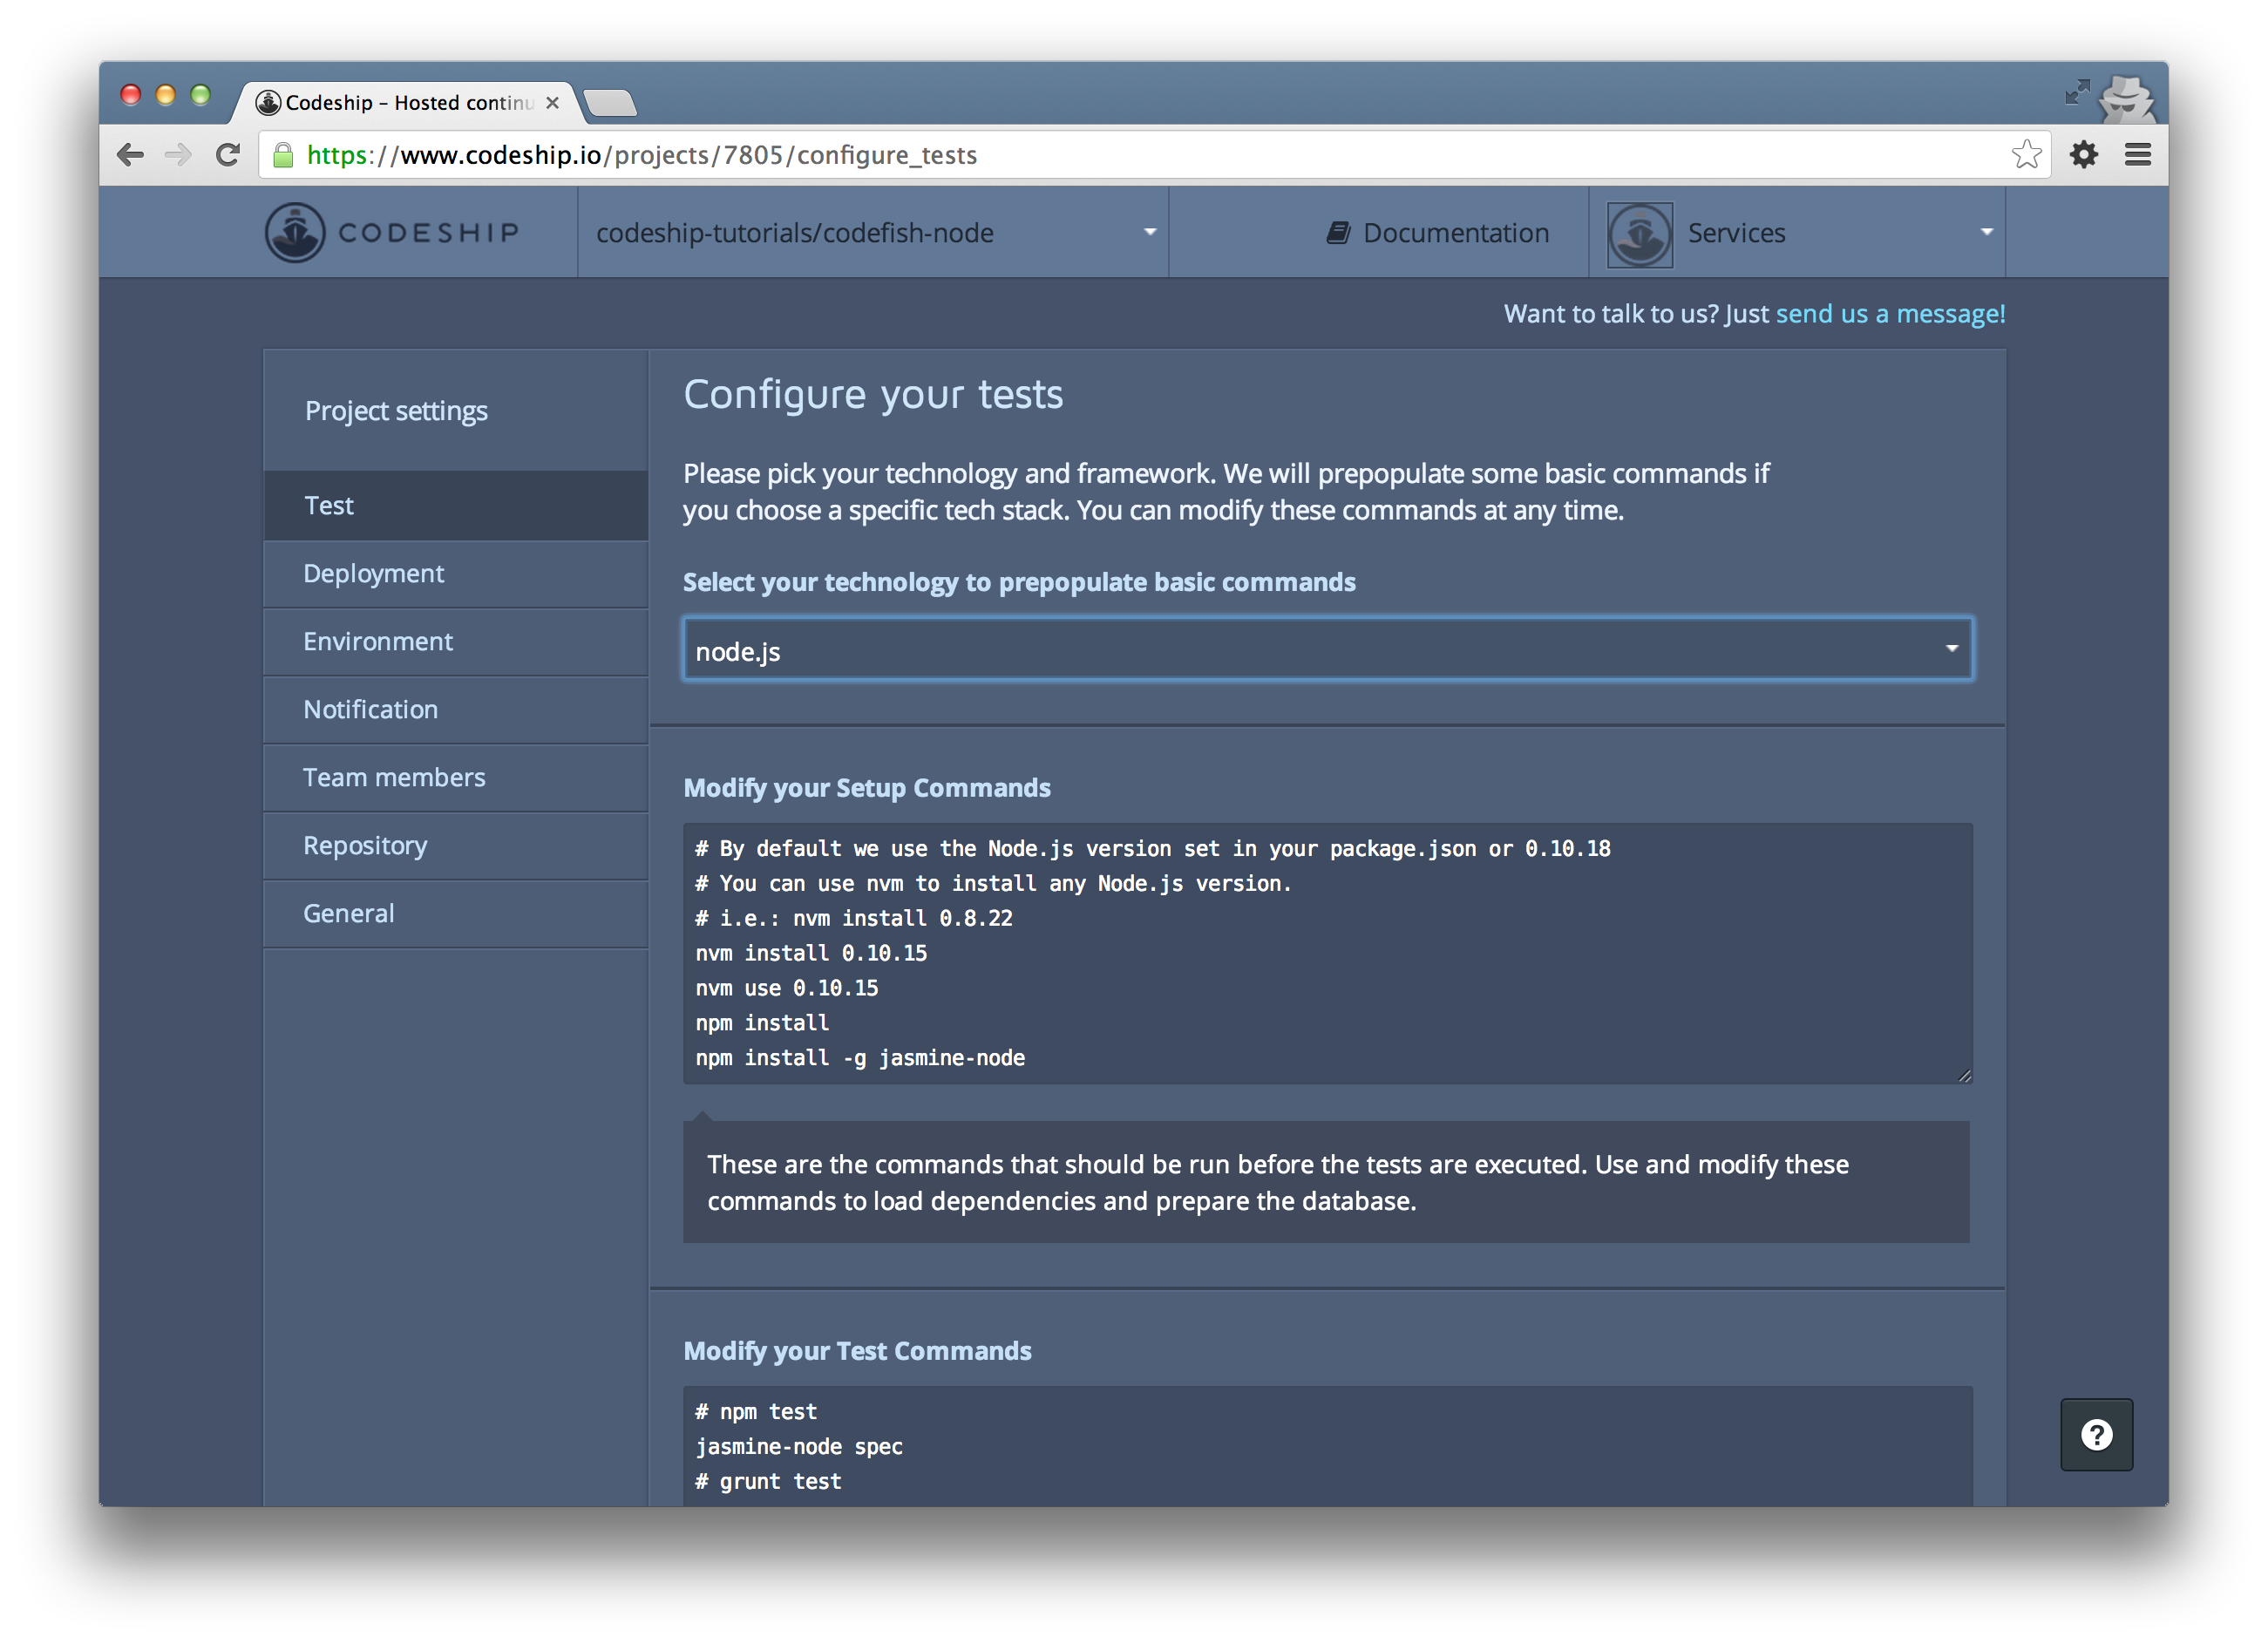 Codeship – Hosted continu
https://www.codeship.io/projects/7805/configure_tests
CODESHIP
codeship-tutorials/codefish-node
Documentation
Services
Want to talk to us? Just send us a message!
Project settings
Test
Deployment
Environment
Notification
Team members
Repository
General
Configure your tests
Please pick your technology and framework. We will prepopulate some basic commands if
you choose a specific tech stack. You can modify these commands at any time.
Select your technology to prepopulate basic commands
node.js
Modify your Setup Commands
# By default we use the Node.js version set in your package.json or 0.10.18
# You can use nvm to install any Node.js version.
# i.e.: nvm install 0.8.22
nvm install 0.10.15
nvm use 0.10.15
npm install
npm install -g jasmine-node
These are the commands that should be run before the tests are executed. Use and modify these
commands to load dependencies and prepare the database.
Modify your Test Commands
# npm test
jasmine-node spec
# grunt test
?